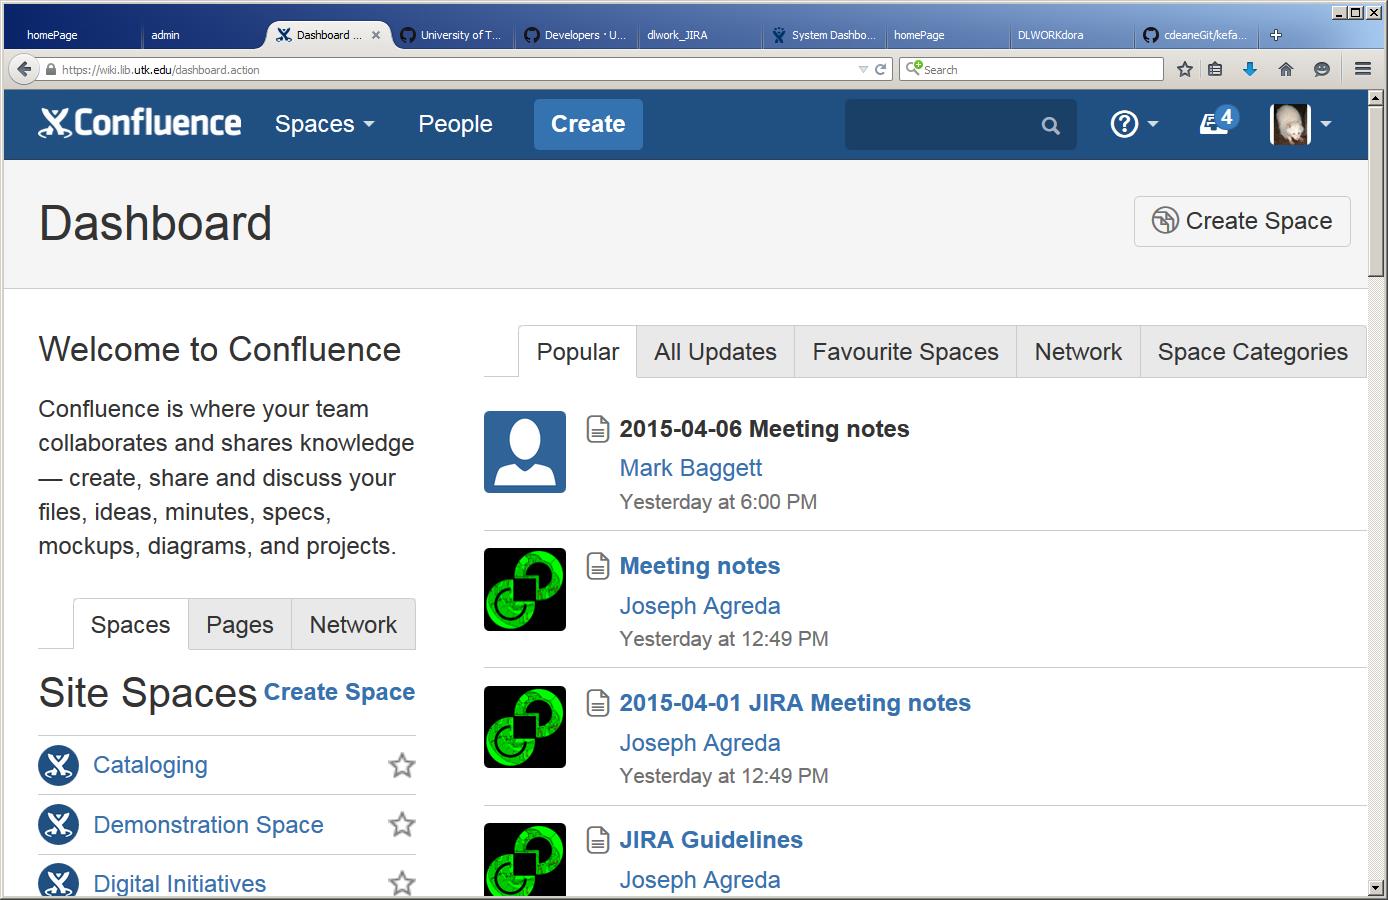 homePage
admin
Dashboard ...
University of T...
Developers · U...
dlwork_JIRA
System Dashbo...
homePage
DLWORKdora
cdeaneGit/kefa...
https://wiki.lib.utk.edu/dashboard.action
Search
Confluence
Spaces
People
Create
4
Dashboard
Create Space
Welcome to Confluence
Confluence is where your team
collaborates and shares knowledge
— create, share and discuss your
files, ideas, minutes, specs,
mockups, diagrams, and projects.
Spaces
Pages
Network
Site Spaces
Create Space
Cataloging
Demonstration Space
Digital Initiatives
Popular
All Updates
Favourite Spaces
Network
Space Categories
2015-04-06 Meeting notes
Mark Baggett
Yesterday at 6:00 PM
Meeting notes
Joseph Agreda
Yesterday at 12:49 PM
2015-04-01 JIRA Meeting notes
Joseph Agreda
Yesterday at 12:49 PM
JIRA Guidelines
Joseph Agreda